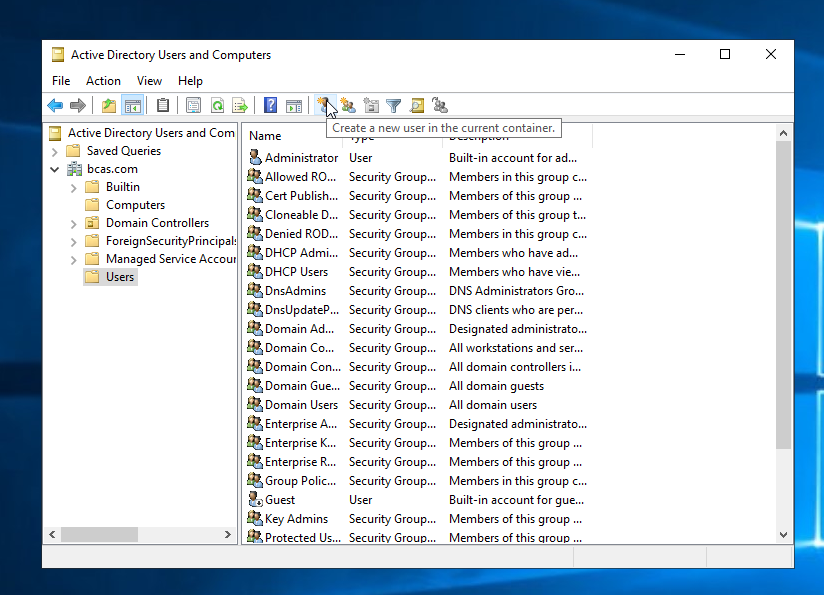 Active Directory Users and Computers
File Action View Help
Create a new user in the current container.
Active Directory Users and Com
Saved Queries
bcas.com
Builtin
Computers
Domain Controllers
ForeignSecurityPrincipals
Managed Service Accour
Users
Name Type Description
Administrator User Built-in account for ad...
Allowed RO... Security Group... Members in this group c...
Cert Publish... Security Group... Members of this group ...
Cloneable D... Security Group... Members of this group t...
Denied ROD... Security Group... Members in this group c...
DHCP Admi... Security Group... Members who have ad...
DHCP Users Security Group... Members who have vie...
DnsAdmins Security Group... DNS Administrators Gro...
DnsUpdateP... Security Group... DNS clients who are per...
Domain Ad... Security Group... Designated administrato...
Domain Co... Security Group... All workstations and ser...
Domain Con... Security Group... All domain controllers i...
Domain Gue... Security Group... All domain guests
Domain Users Security Group... All domain users
Enterprise A... Security Group... Designated administrato...
Enterprise K... Security Group... Members of this group ...
Enterprise R... Security Group... Members of this group ...
Group Polic... Security Group... Members in this group c...
Guest User Built-in account for gue...
Key Admins Security Group... Members of this group ...
Protected Us... Security Group... Members of this group ...